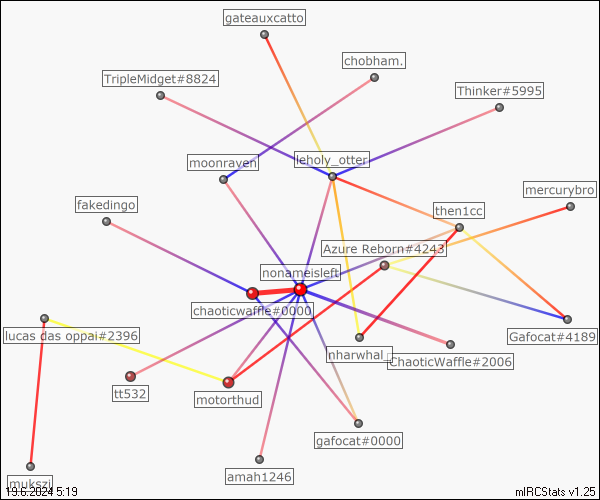 gateauxcatto
chobham.
TripleMidget#8824
Thinker#5995
leholy_otter
moonraven
mercurybro
fakedingo
then1cc
Azure Reborn#4243
nonameisleft
chaoticwaffle#0000
lucas das oppai#2396
Gafocat#4189
nharwhal_
ChaoticWaffle#2006
tt532
motorthud
gafocat#0000
amah1246
mukszi
19.6.2024 5:19
mIRCStats v1.25